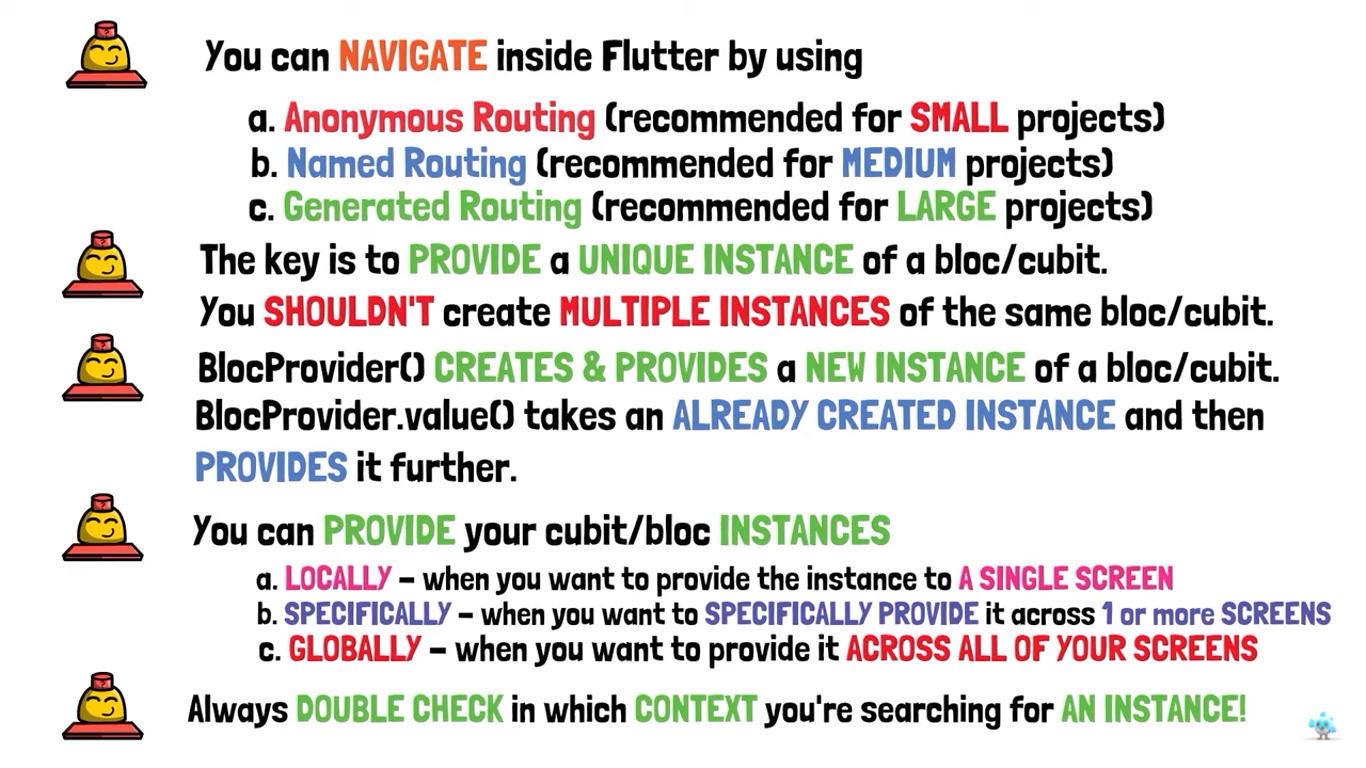 You can NAVIGATE inside Flutter by using
a. Anonymous Routing (recommended for SMALL projects)
b. Named Routing (recommended for MEDIUM projects)
c. Generated Routing (recommended for LARGE projects)
The key is to PROVIDE a UNIQUE INSTANCE of a bloc/cubit.
You SHOULDN'T create MULTIPLE INSTANCES of the same bloc/cubit.
BlocProvider() CREATES & PROVIDES a NEW INSTANCE of a bloc/cubit.
BlocProvider.value() takes an ALREADY CREATED INSTANCE and then
PROVIDES it further.
You can PROVIDE your cubit/bloc INSTANCES
a. LOCALLY – when you want to provide the instance to A SINGLE SCREEN
b. SPECIFICALLY – when you want to SPECIFICALLY PROVIDE it across 1 or more SCREENS
c. GLOBALLY – when you want to provide it ACROSS ALL OF YOUR SCREENS
Always DOUBLE CHECK in which CONTEXT you're searching for AN INSTANCE!